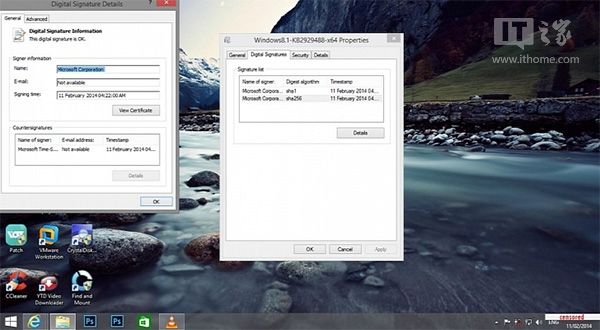 Digital Signature Details
General
Advanced
Digital Signature Information
This digital signature is OK.
Signer information
Name:
Microsoft Corporation
E-mail:
Not available
Signing time:
11 February 2014 04:22:00 AM
View Certificate
Countersignatures
Name of signer:
E-mail address:
Timestamp
Microsoft Time-S...
Not available
11 February 2014 04...
Details
OK
Windows8.1-KB2929488-x64 Properties
General
Digital Signatures
Security
Details
Signature list
Name of signer:
Digest algorithm
Timestamp
Microsoft Corpora...
sha1
11 February 2014 04:...
Microsoft Corpora...
sha256
11 February 2014 04:...
Details
OK
Cancel
Apply
IT之家
www.ithome.com
Patch
VMware Workstation
CrystalDisk...
CCleaner
YTD Video Downloader
Find and Mount
Ps
Ps
ENG
censored
11/02/2014